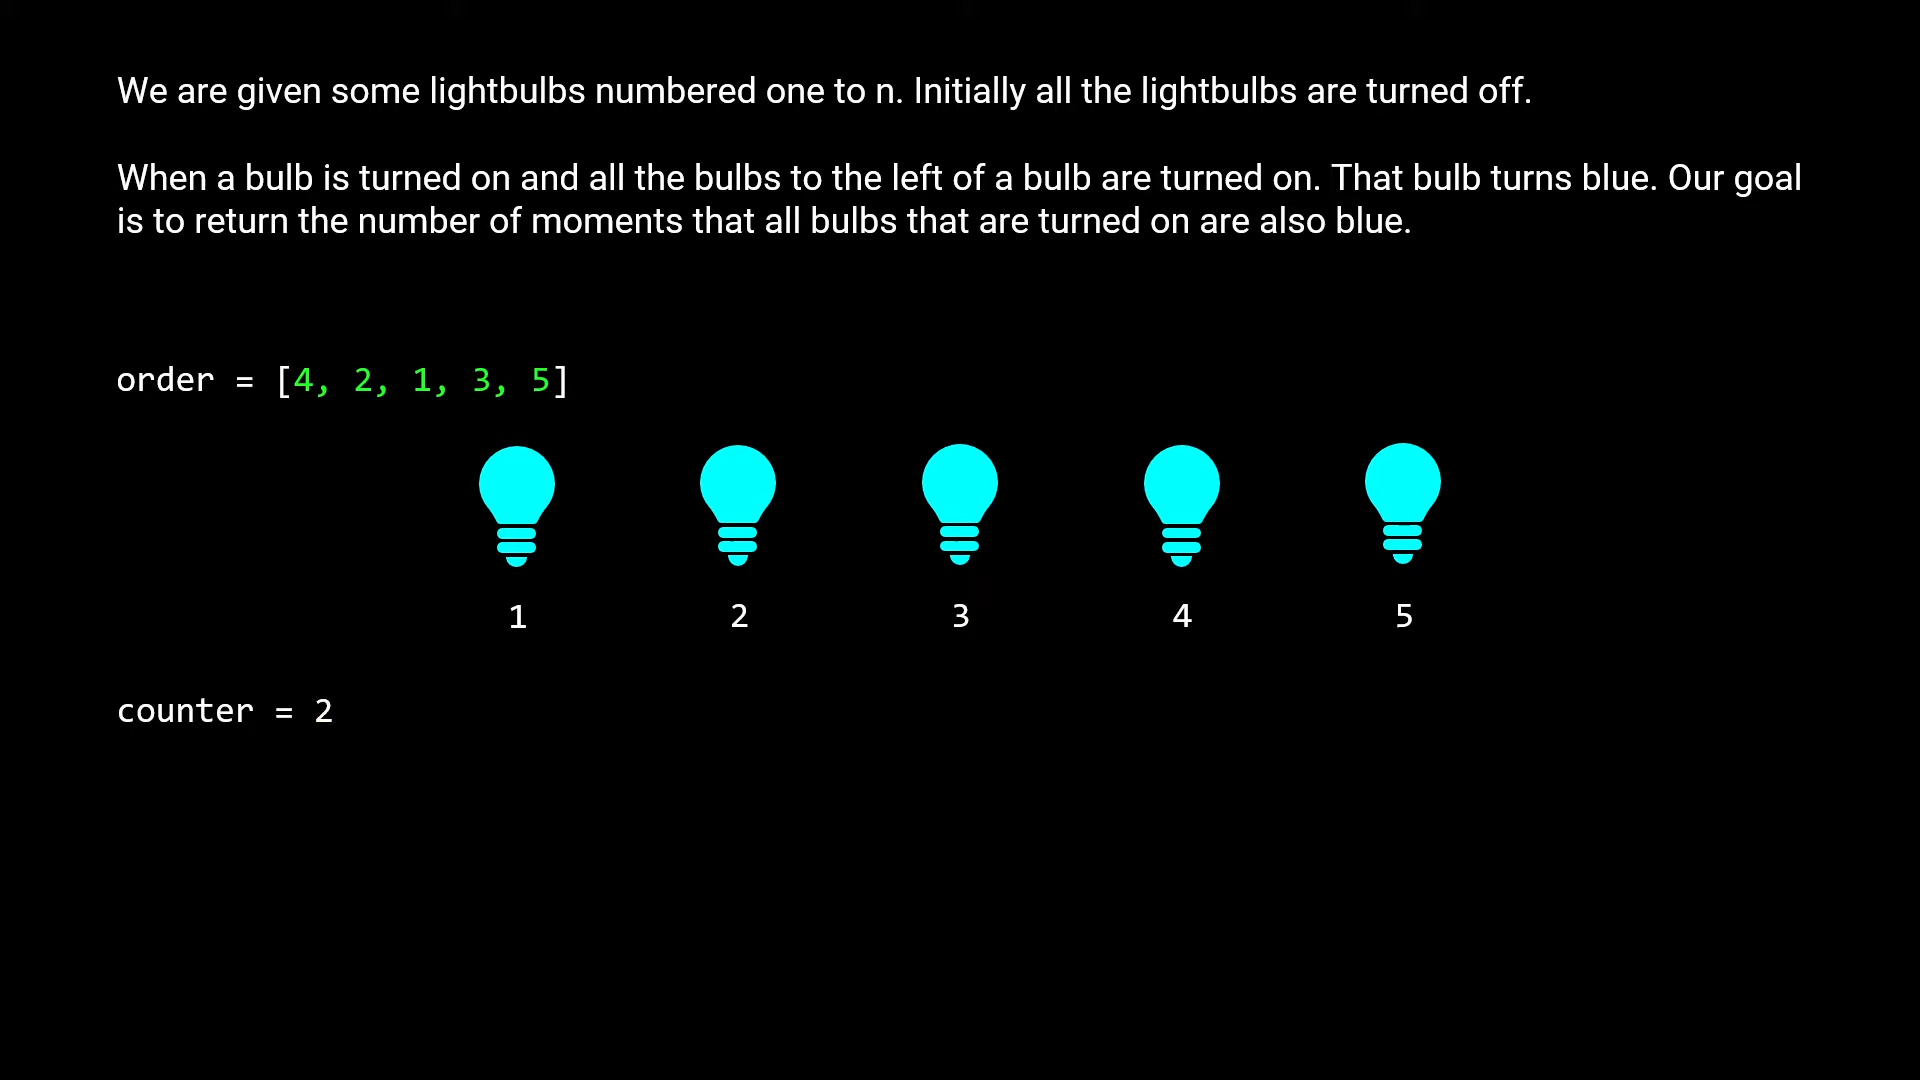 We are given some lightbulbs numbered one to n. Initially all the lightbulbs are turned off.
When a bulb is turned on and all the bulbs to the left of a bulb are turned on. That bulb turns blue. Our goal
is to return the number of moments that all bulbs that are turned on are also blue.
order = [4, 2, 1, 3, 5]
1 2 3 4 5
counter = 2